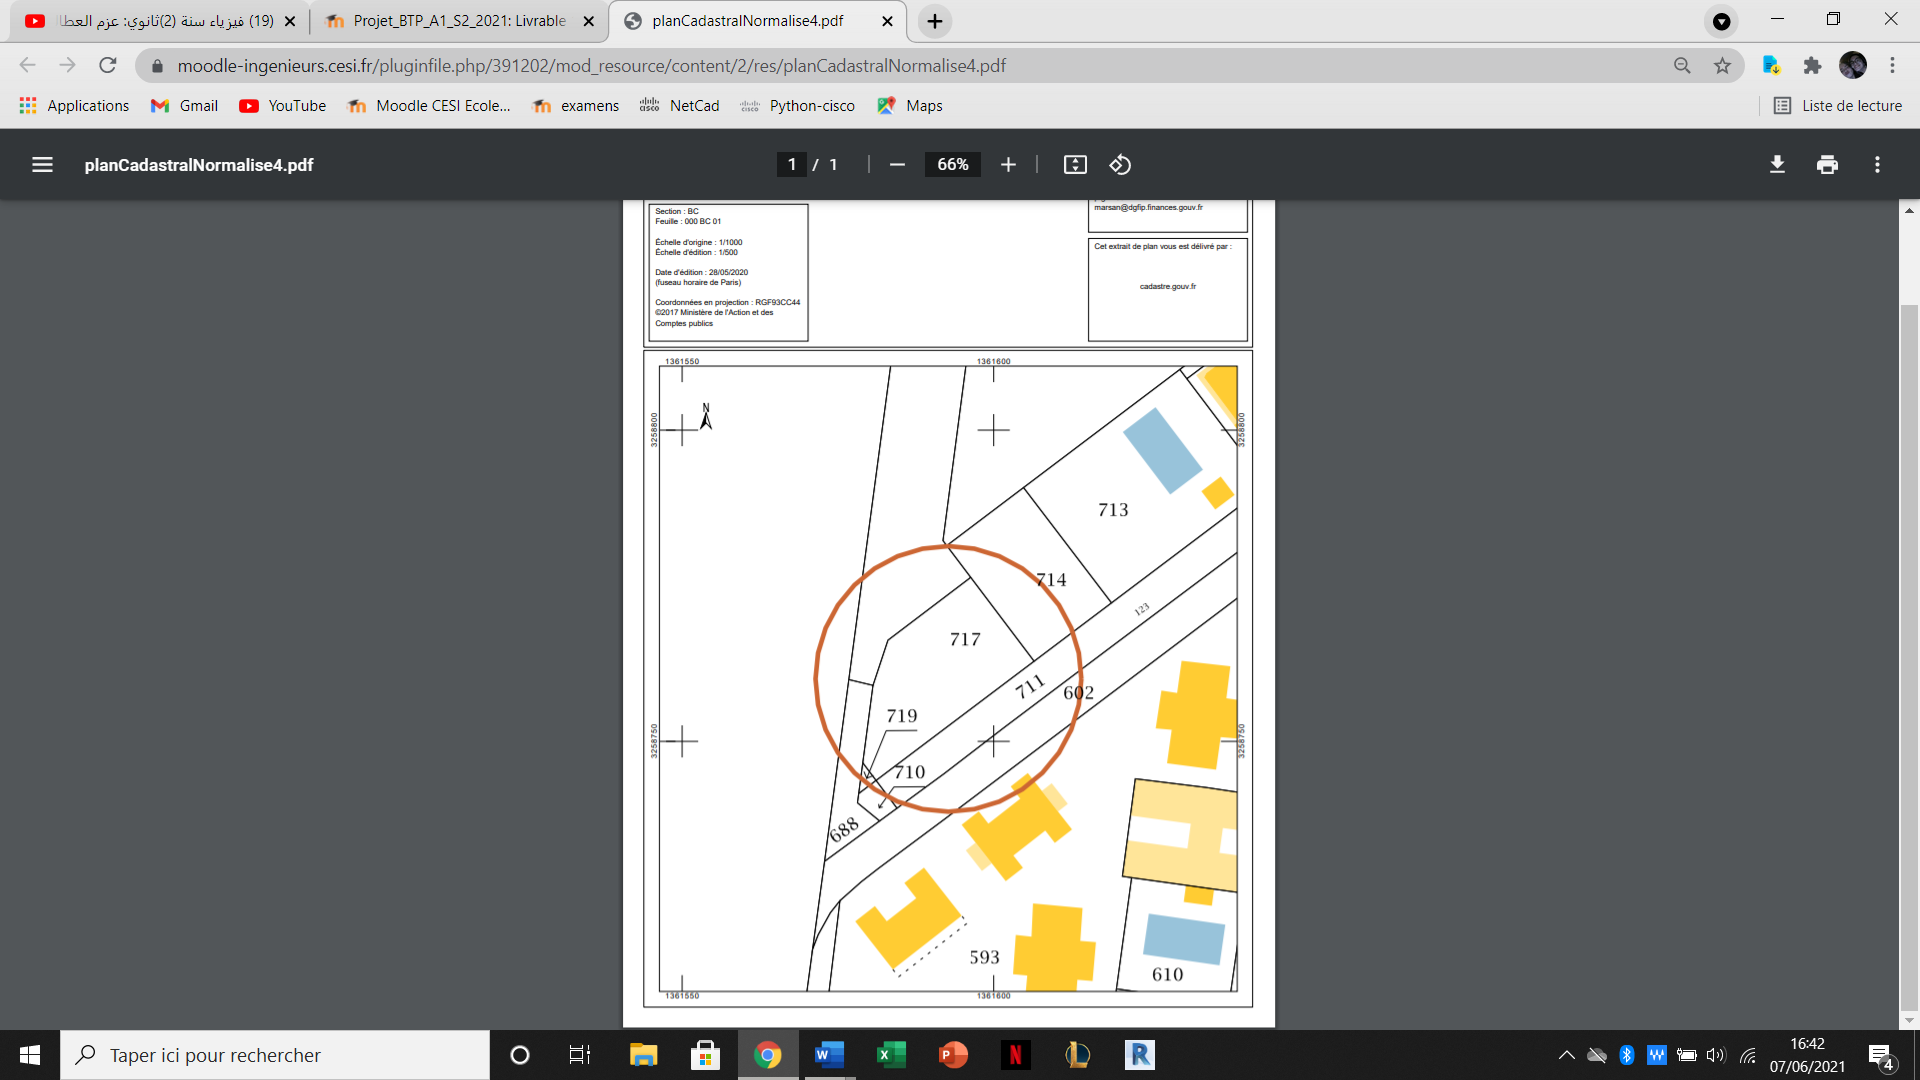 (19) فيزياء سنة (2)ثانوي: عزم العطا
Projet_BTP_A1_S2_2021: Livrable
planCadastralNormalise4.pdf
moodle-ingenieurs.cesi.fr/pluginfile.php/391202/mod_resource/content/2/res/planCadastralNormalise4.pdf
Applications Gmail YouTube Moodle CESI Ecole... examens NetCad Python-cisco Maps Liste de lecture
planCadastralNormalise4.pdf 1 / 1 66%
marsan@dgfip.finances.gouv.fr
Section : BC
Feuille : 000 BC 01
Échelle d'origine : 1/1000
Échelle d'édition : 1/500
Date d'édition : 28/05/2020
(fuseau horaire de Paris)
Coordonnées en projection : RGF93CC44
©2017 Ministère de l'Action et des
Comptes publics
Cet extrait de plan vous est délivré par :
cadastre.gouv.fr
1361550 1361600
N
3258800 3258800
713
714
123
717
711
602
719
3258750 3258750
710
688
593
610
1361550 1361600
Taper ici pour rechercher
16:42
07/06/2021
4